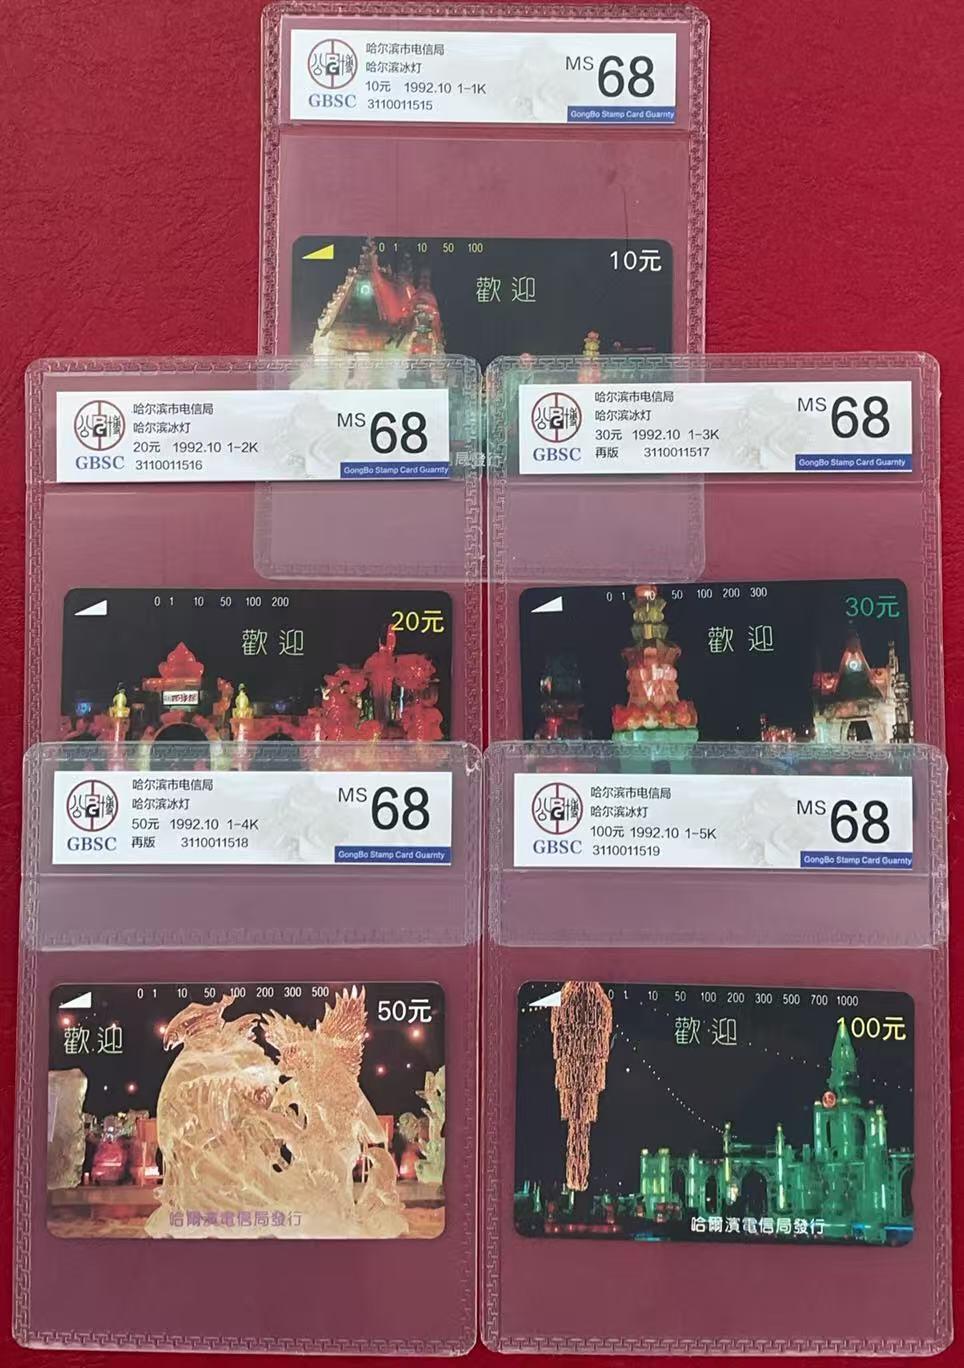 哈尔滨市电信局
哈尔滨冰灯
10元 1992.10 1-1K
3110011515
GBSC
MS 68
GongBo Stamp Card Guarnty
0 1 10 50 100
10元
歡迎
哈尔滨市电信局
哈尔滨冰灯
20元 1992.10 1-2K
3110011516
GBSC
MS 68
GongBo Stamp Card Guarnty
局發行
哈尔滨市电信局
哈尔滨冰灯
30元 1992.10 1-3K
再版 3110011517
GBSC
MS 68
GongBo Stamp Card Guarnty
0 1 10 50 100 200
20元
歡迎
0 1 10 50 100 200 300
30元
歡迎
哈尔滨市电信局
哈尔滨冰灯
50元 1992.10 1-4K
再版 3110011518
GBSC
MS 68
GongBo Stamp Card Guarnty
哈尔滨市电信局
哈尔滨冰灯
100元 1992.10 1-5K
3110011519
GBSC
MS 68
GongBo Stamp Card Guarnty
0 1 10 50 100 200 300 500
50元
歡迎
哈爾濱電信局發行
0 1 10 50 100 200 300 500 700 1000
100元
歡迎
哈爾濱電信局發行